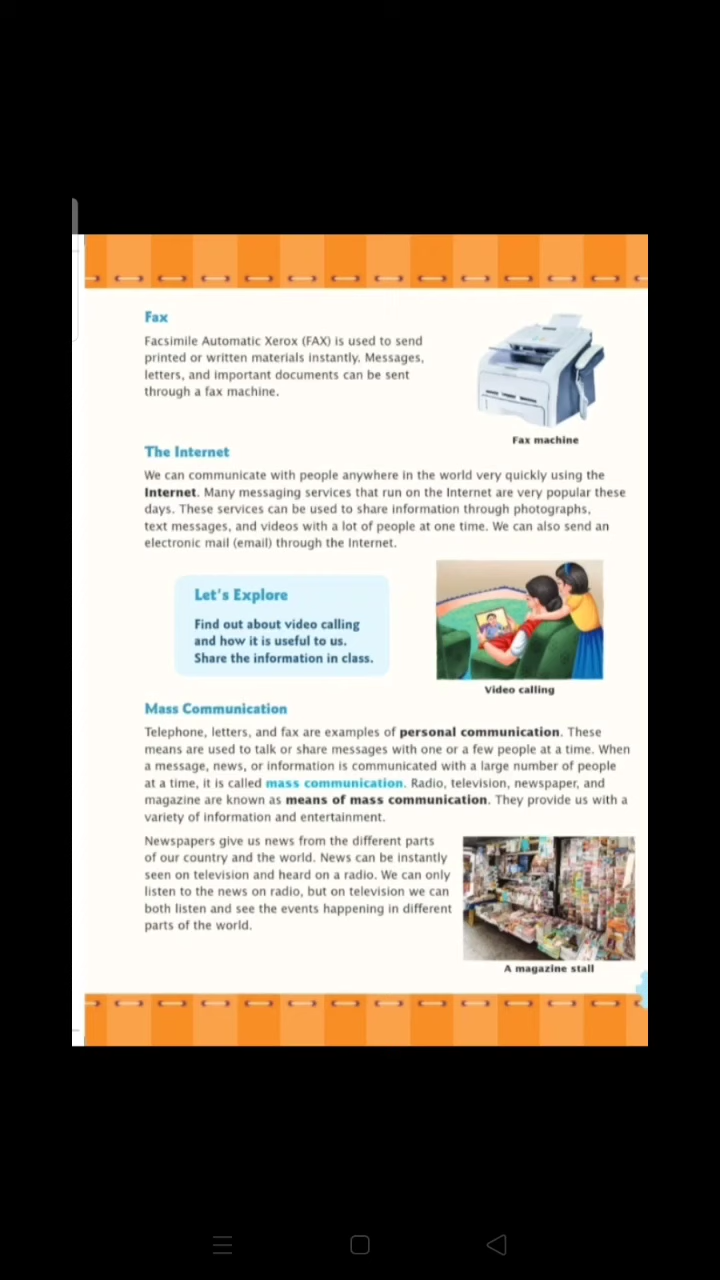 Fax
Facsimile Automatic Xerox (FAX) is used to send
printed or written materials instantly. Messages,
letters, and important documents can be sent
through a fax machine.
Fax machine
The Internet
We can communicate with people anywhere in the world very quickly using the
Internet. Many messaging services that run on the Internet are very popular these
days. These services can be used to share information through photographs,
text messages, and videos with a lot of people at one time. We can also send an
electronic mail (email) through the Internet.
Let's Explore
Find out about video calling
and how it is useful to us.
Share the information in class.
Video calling
Mass Communication
Telephone, letters, and fax are examples of personal communication. These
means are used to talk or share messages with one or a few people at a time. When
a message, news, or information is communicated with a large number of people
at a time, it is called mass communication. Radio, television, newspaper, and
magazine are known as means of mass communication. They provide us with a
variety of information and entertainment.
Newspapers give us news from the different parts
of our country and the world. News can be instantly
seen on television and heard on a radio. We can only
listen to the news on radio, but on television we can
both listen and see the events happening in different
parts of the world.
A magazine stall